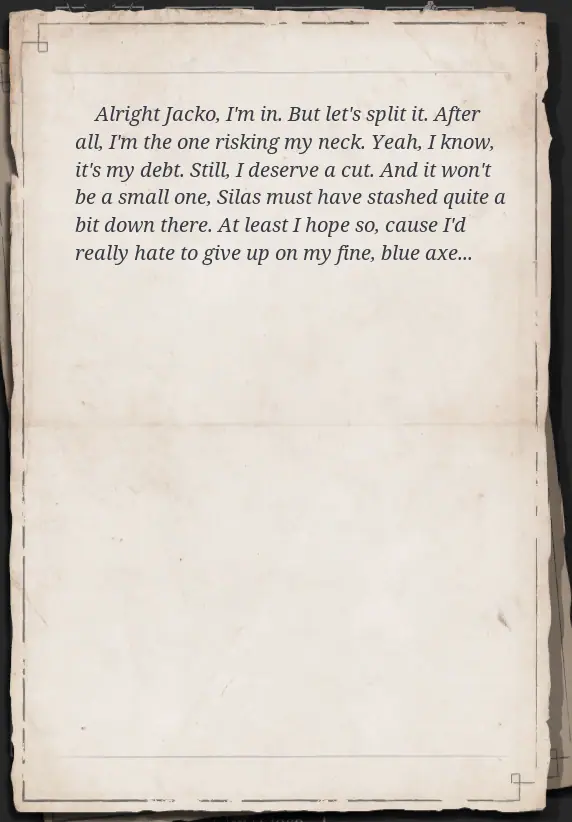 Alright Jacko, I'm in. But let's split it. After
all, I'm the one risking my neck. Yeah, I know,
it's my debt. Still, I deserve a cut. And it won't
be a small one, Silas must have stashed quite a
bit down there. At least I hope so, cause I'd
really hate to give up on my fine, blue axe...